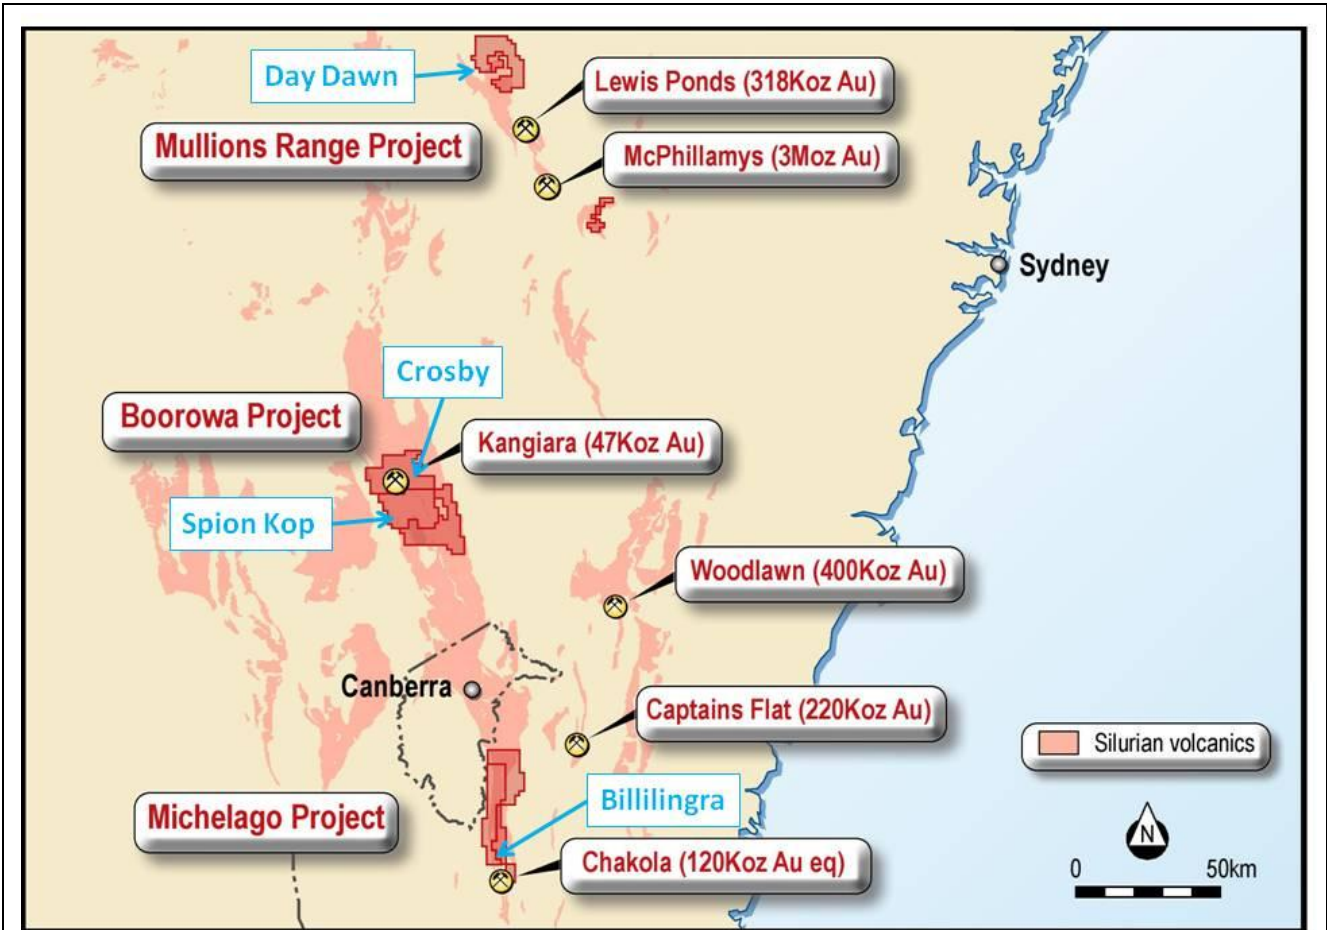 Day Dawn
Lewis Ponds (318Koz Au)
Mullions Range Project
McPhillamys (3Moz Au)
Sydney
Crosby
Boorowa Project
Kangiara (47Koz Au)
Spion Kop
Woodlawn (400Koz Au)
Canberra
Captains Flat (220Koz Au)
Silurian volcanics
Billilingra
Michelago Project
Chakola (120Koz Au eq)
N
0 50km